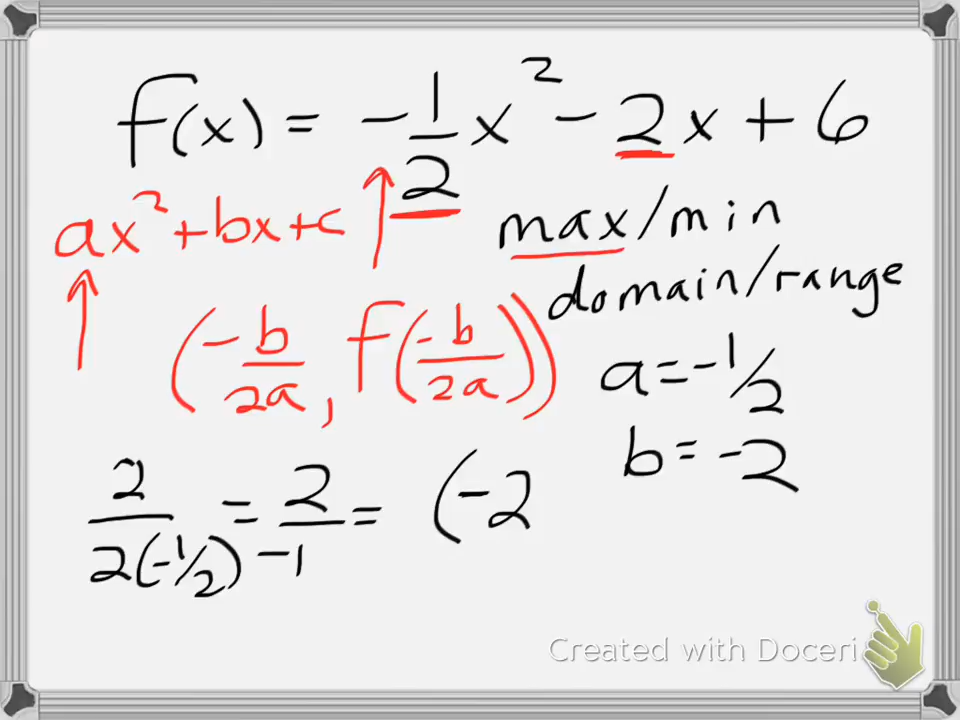 f(x) = -1/2 x² - 2x + 6
ax² + bx + c
max/min
domain/range
(-b/2a, f(-b/2a))
a = -1/2
b = -2
2/2(-1/2) = 2/-1 = (-2
Created with Doceri